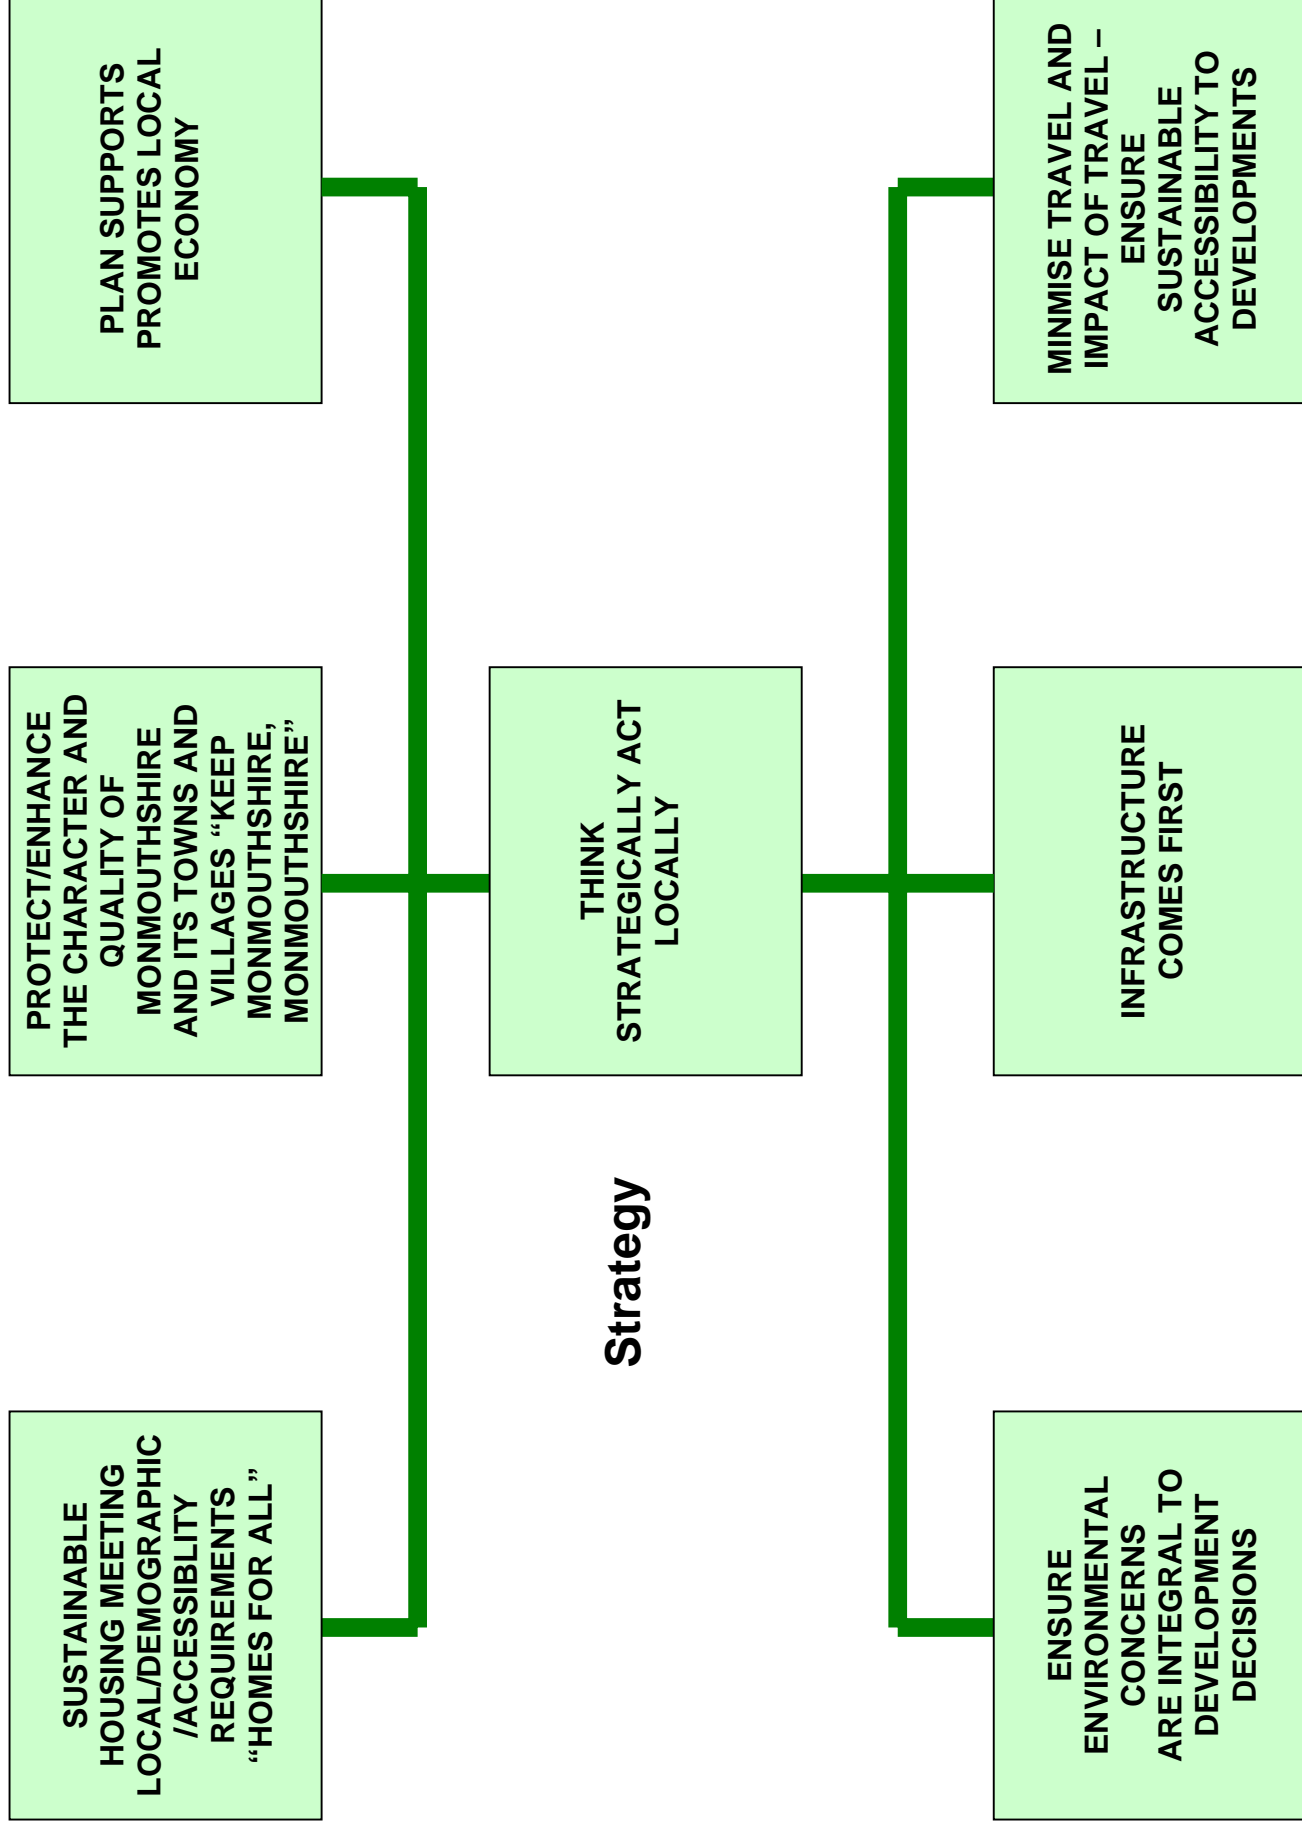 SUSTAINABLE
HOUSING MEETING
LOCAL/DEMOGRAPHIC
/ACCESSIBLITY
REQUIREMENTS
“HOMES FOR ALL”
PROTECT/ENHANCE
THE CHARACTER AND
QUALITY OF
MONMOUTHSHIRE
AND ITS TOWNS AND
VILLAGES “KEEP
MONMOUTHSHIRE,
MONMOUTHSHIRE”
PLAN SUPPORTS
PROMOTES LOCAL
ECONOMY
Strategy
THINK
STRATEGICALLY ACT
LOCALLY
ENSURE
ENVIRONMENTAL
CONCERNS
ARE INTEGRAL TO
DEVELOPMENT
DECISIONS
INFRASTRUCTURE
COMES FIRST
MINMISE TRAVEL AND
IMPACT OF TRAVEL –
ENSURE
SUSTAINABLE
ACCESSIBILITY TO
DEVELOPMENTS